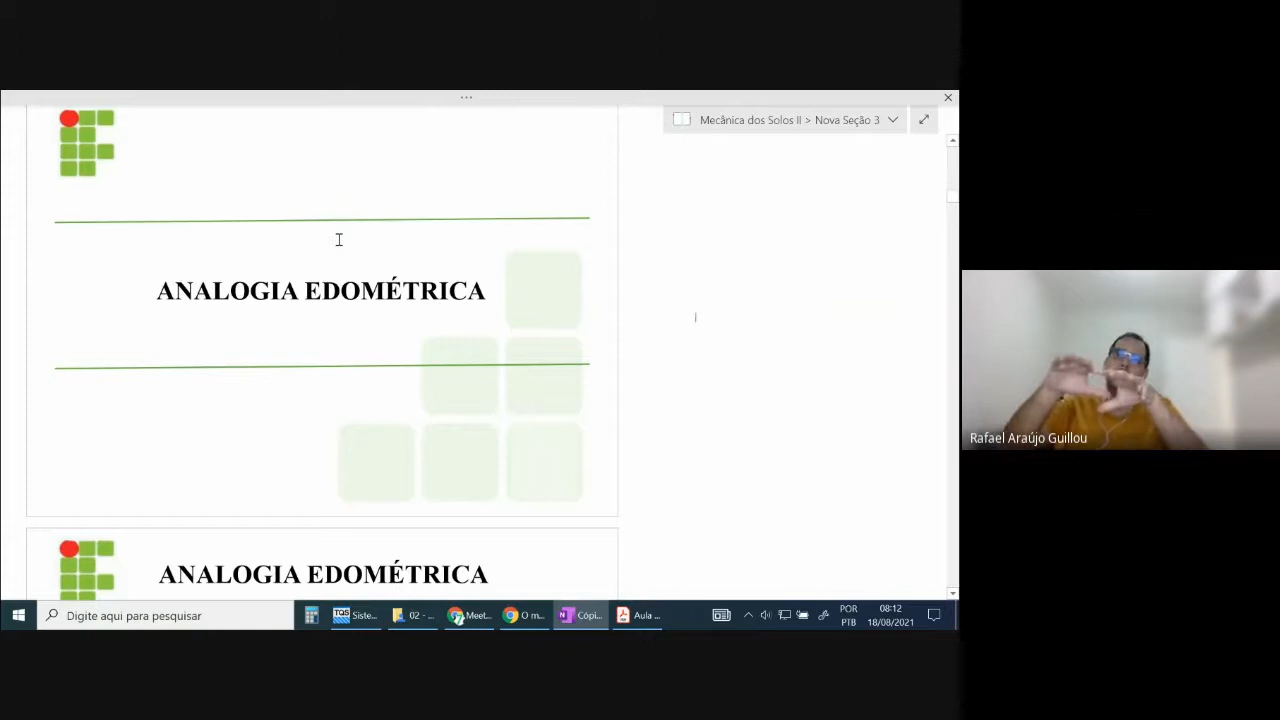 Mecânica dos Solos II > Nova Seção 3
ANALOGIA EDOMÉTRICA
ANALOGIA EDOMÉTRICA
Rafael Araújo Guillou
Digite aqui para pesquisar
TQS
Siste...
02 - ...
Meet...
O m...
Cópi...
Aula ...
POR
PTB
08:12
18/08/2021